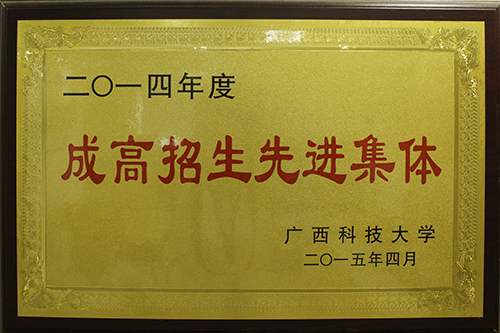 二〇一四年度
成高招生先进集体
广西科技大学
二〇一五年四月